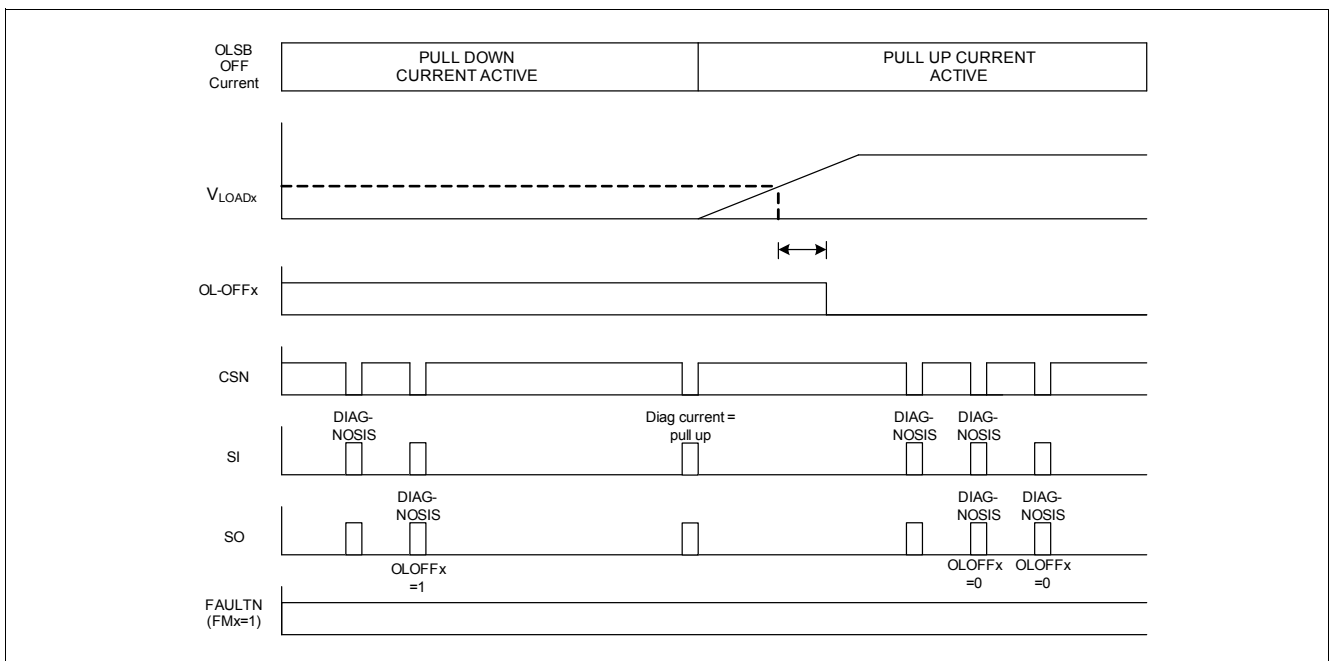 OLSB
OFF
Current
PULL DOWN
CURRENT ACTIVE
PULL UP CURRENT
ACTIVE
VLOADx
OL-OFFx
CSN
DIAG-
NOSIS
Diag current =
pull up
DIAG-
NOSIS
DIAG-
NOSIS
SI
DIAG-
NOSIS
DIAG-
NOSIS
DIAG-
NOSIS
SO
OLOFFx
=1
OLOFFx
=0
OLOFFx
=0
FAULTN
(FMx=1)